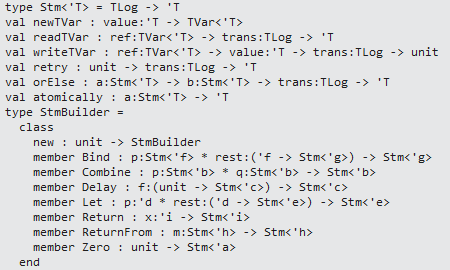 type Stm<'T> = TLog -> 'T
val newTVar : value:'T -> TVar<'T>
val readTVar : ref:TVar<'T> -> trans:TLog -> 'T
val writeTVar : ref:TVar<'T> -> value:'T -> trans:TLog -> unit
val retry : unit -> trans:TLog -> 'T
val orElse : a:Stm<'T> -> b:Stm<'T> -> trans:TLog -> 'T
val atomically : a:Stm<'T> -> 'T
type StmBuilder =
  class
    new : unit -> StmBuilder
    member Bind : p:Stm<'f> * rest:('f -> Stm<'g>) -> Stm<'g>
    member Combine : p:Stm<'b> * q:Stm<'b> -> Stm<'b>
    member Delay : f:(unit -> Stm<'c>) -> Stm<'c>
    member Let : p:'d * rest:('d -> Stm<'e>) -> Stm<'e>
    member Return : x:'i -> Stm<'i>
    member ReturnFrom : m:Stm<'h> -> Stm<'h>
    member Zero : unit -> Stm<'a>
  end